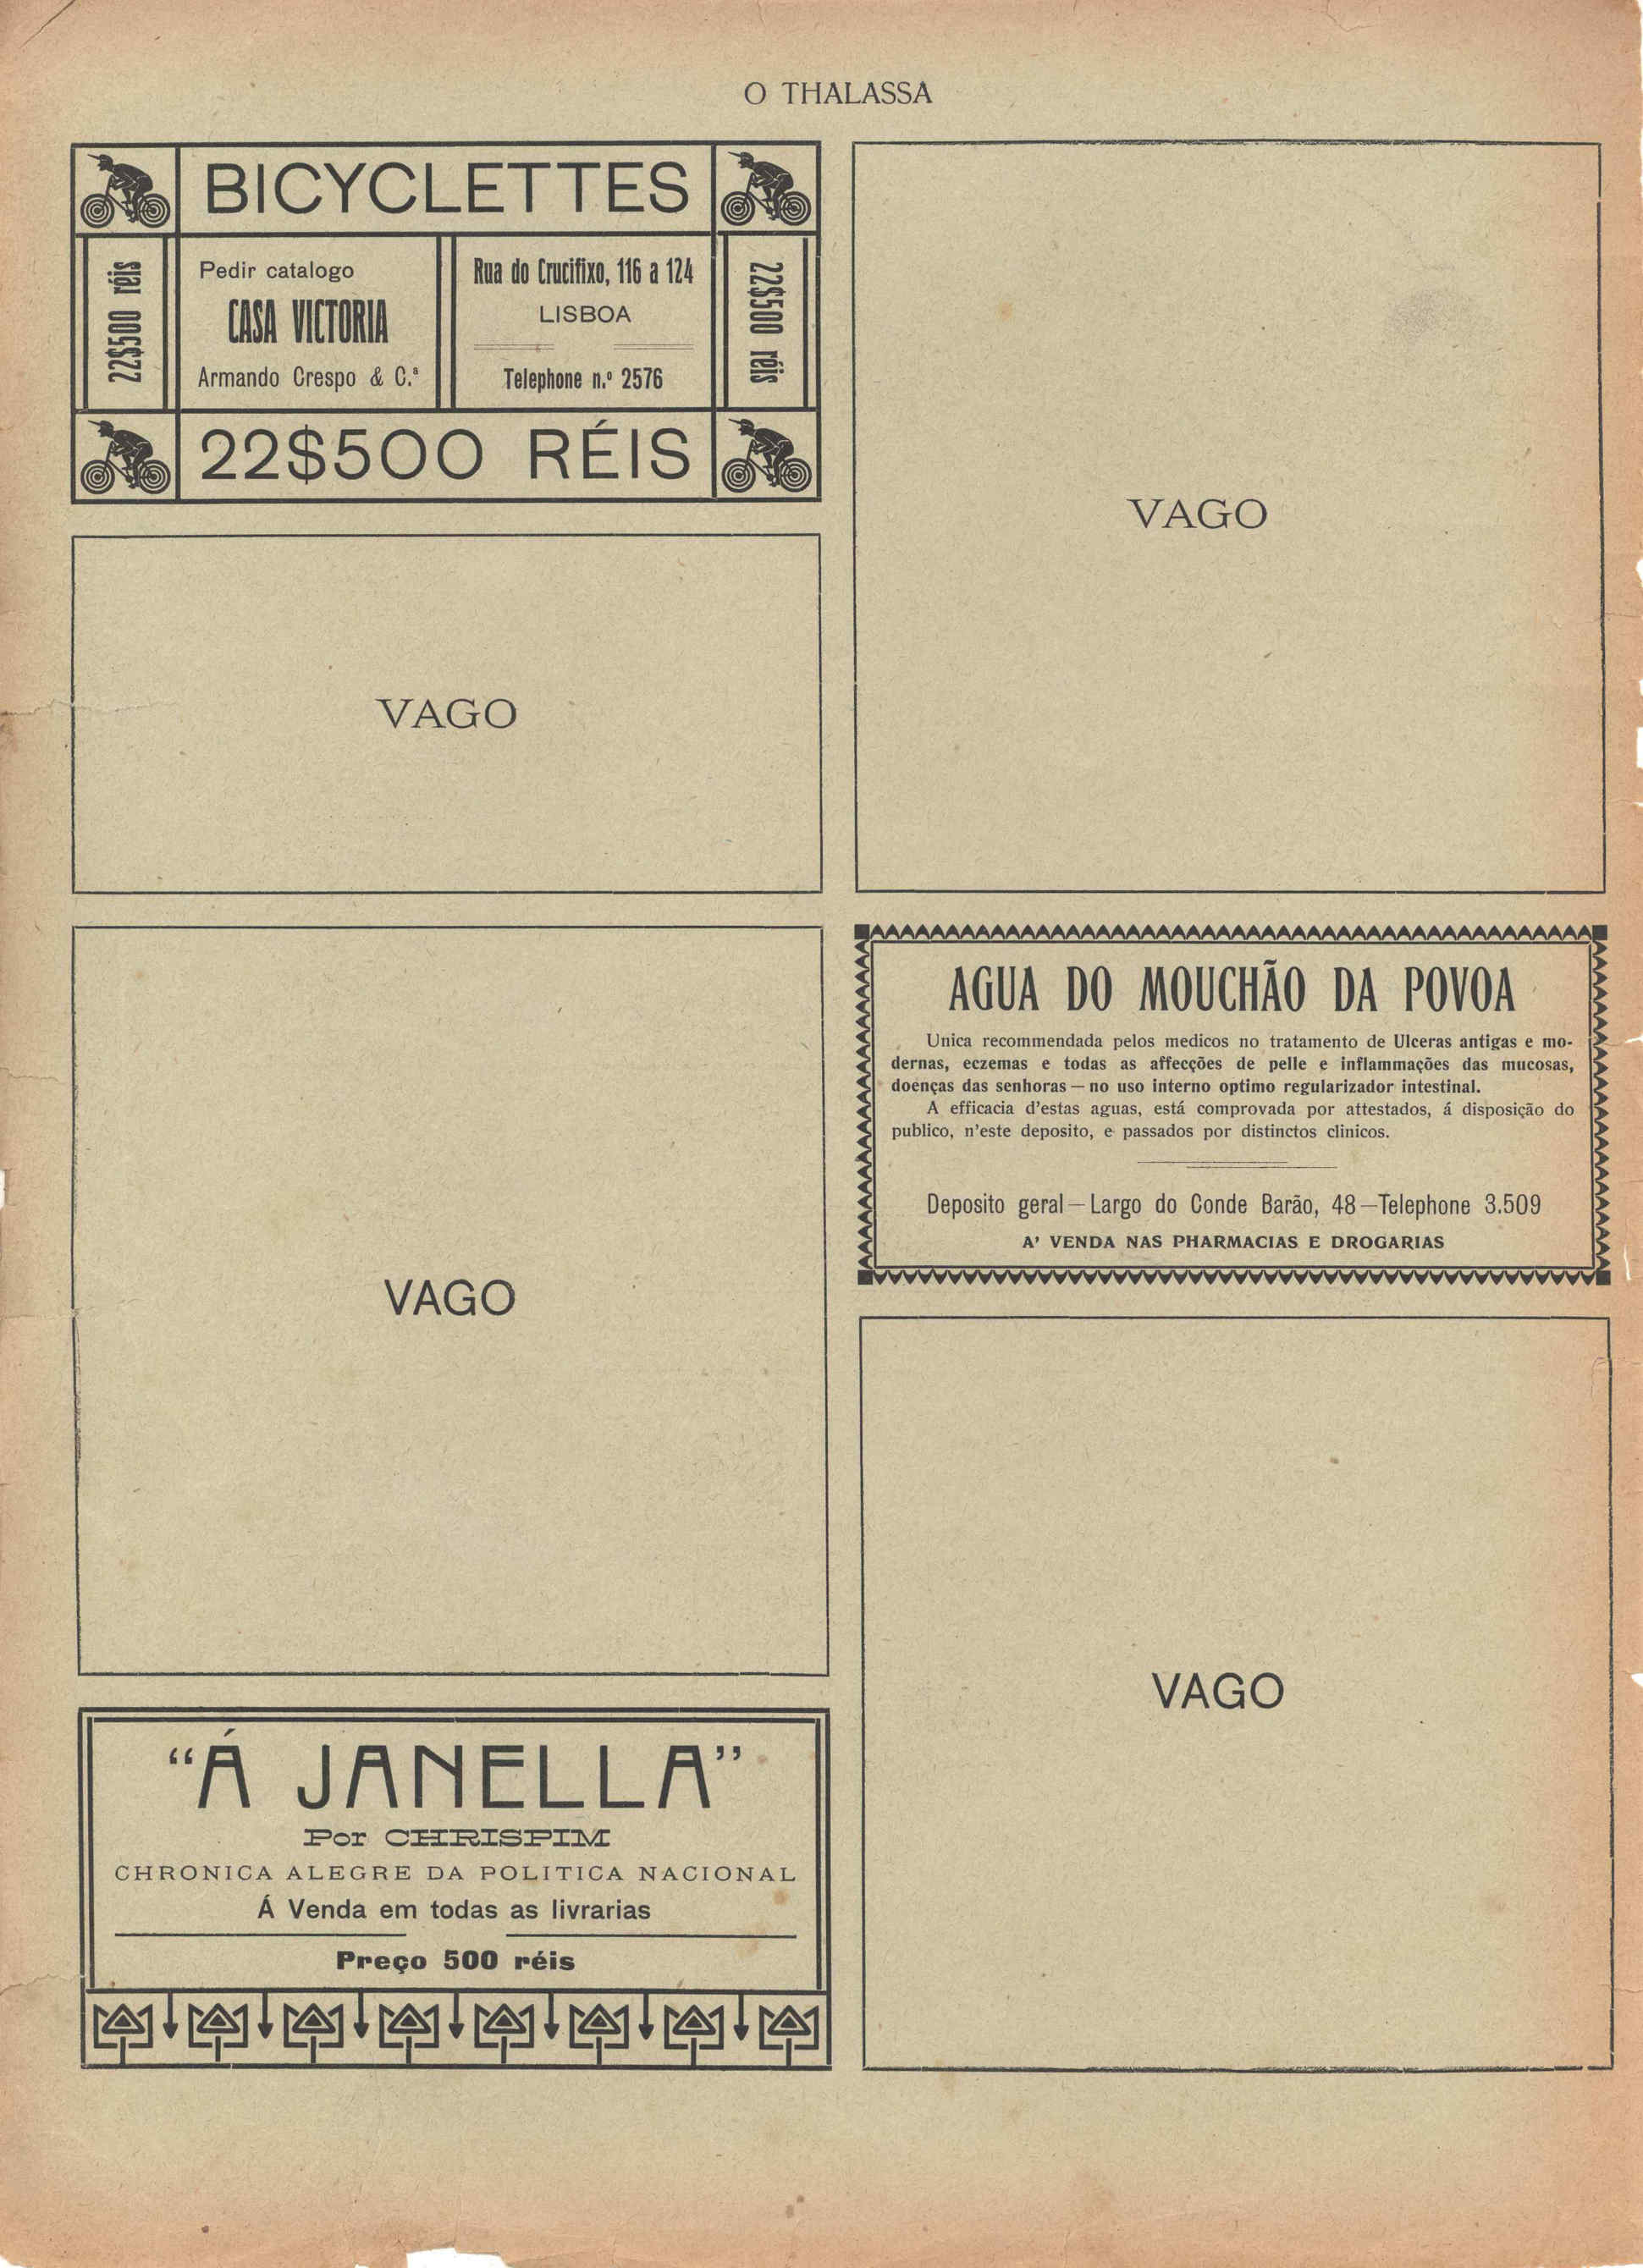 O THALASSA
BICYCLETTES
22$500 réis
Pedir catalogo
CASA VICTORIA
Armando Crespo & C.ª
Rua do Crucifixo, 116 a 124
LISBOA
Telephone n.º 2576
22$500 réis
22$500 RÉIS
VAGO
VAGO
"Á JANELLA"
Por CHRISPIM
CHRONICA ALEGRE DA POLITICA NACIONAL
Á Venda em todas as livrarias
Preço 500 réis
VAGO
AGUA DO MOUCHÃO DA POVOA
Unica recommendada pelos medicos no tratamento de Ulceras antigas e mo-
dernas, eczemas e todas as affecções de pelle e inflammações das mucosas,
doenças das senhoras — no uso interno optimo regularizador intestinal.
A efficacia d'estas aguas, está comprovada por attestados, á disposição do
publico, n'este deposito, e passados por distinctos clinicos.
Deposito geral — Largo do Conde Barão, 48 — Telephone 3.509
A' VENDA NAS PHARMACIAS E DROGARIAS
VAGO